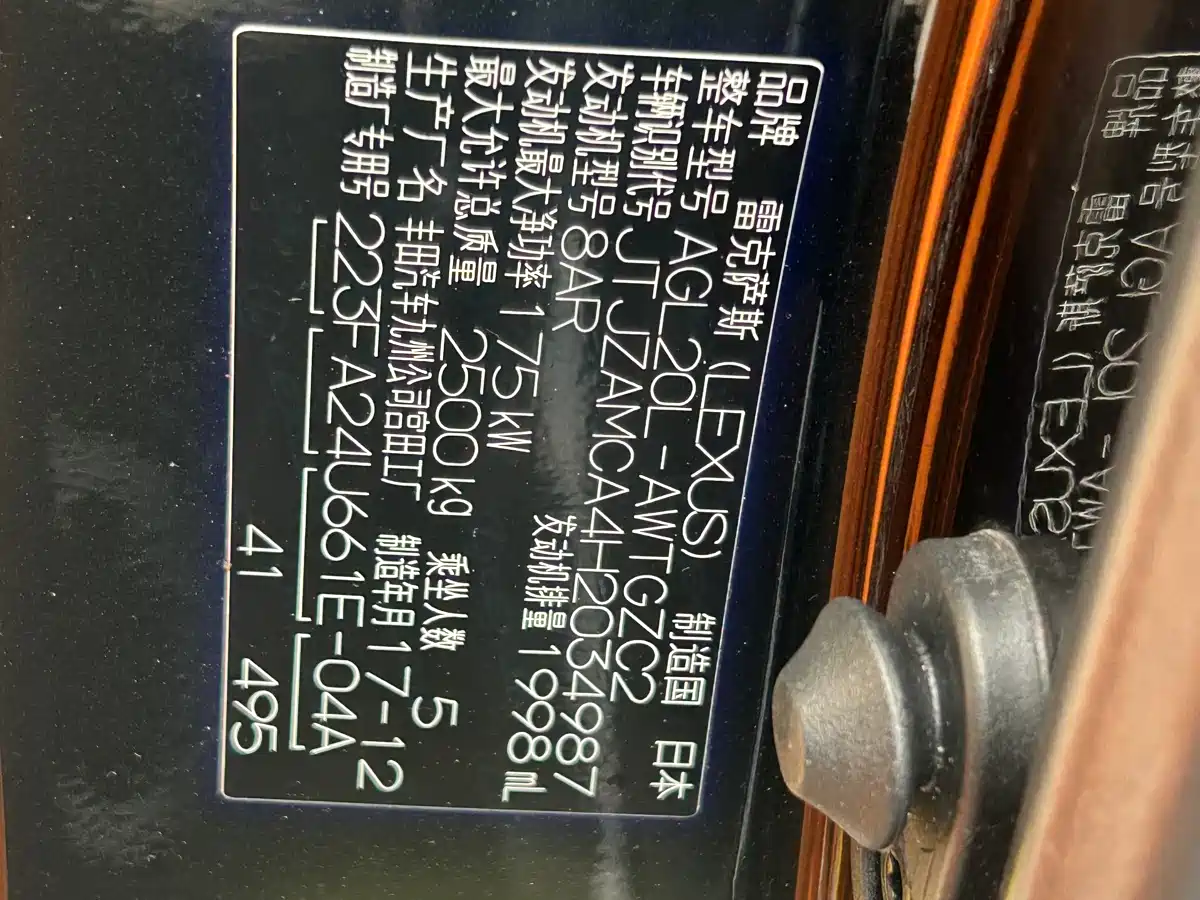 品牌 雷克萨斯 (LEXUS) 制造国 日本
整车型号 AGL20L-AWTGZC2
车辆识别代号 JTJZAMCA4H2034987
发动机型号 8AR
发动机最大净功率 175kW 发动机排量 1998mL
最大允许总质量 2500kg 乘坐人数 5
生产厂名 丰田汽车九州公司宫田工厂 制造年月 17-12
制造厂专用号 223FA24U661E-04A
41 495